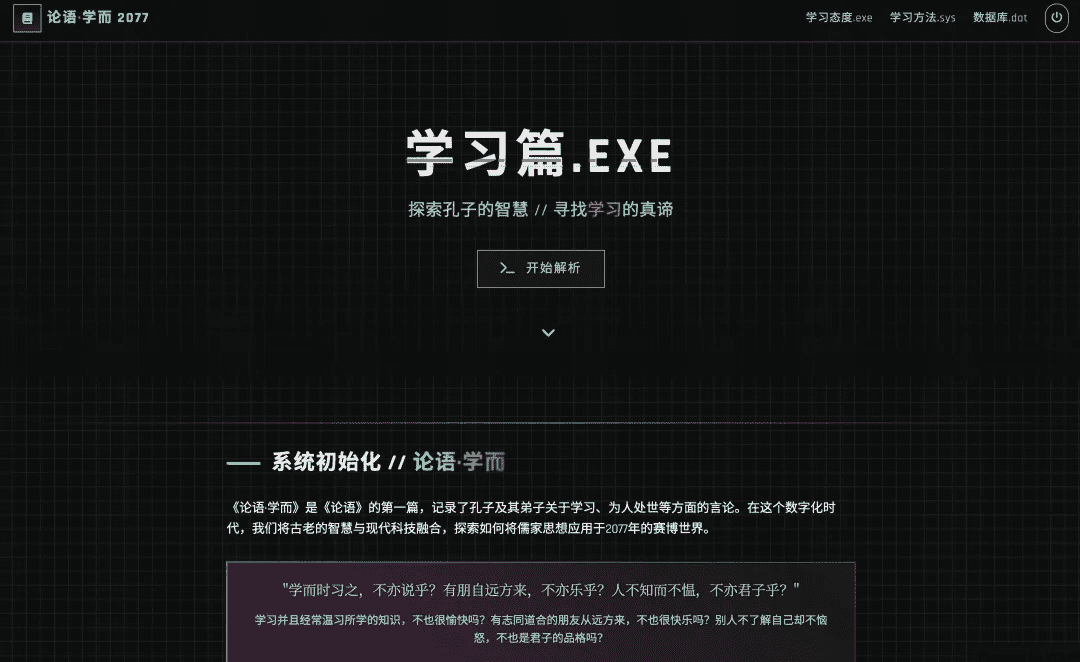 论语·学而 2077
学习态度.exe 学习方法.sys 数据库.dat
学习篇.EXE
探索孔子的智慧 // 寻找学习的真谛
>_ 开始解析
系统初始化 // 论语·学而
《论语·学而》是《论语》的第一篇，记录了孔子及其弟子关于学习、为人处世等方面的言论。在这个数字化时
代，我们将古老的智慧与现代科技融合，探索如何将儒家思想应用于2077年的赛博世界。
"学而时习之，不亦说乎？有朋自远方来，不亦乐乎？人不知而不愠，不亦君子乎？"
学习并且经常温习所学的知识，不也很愉快吗？有志同道合的朋友从远方来，不也很快乐吗？别人不了解自己却不恼
怒，不也是君子的品格吗？